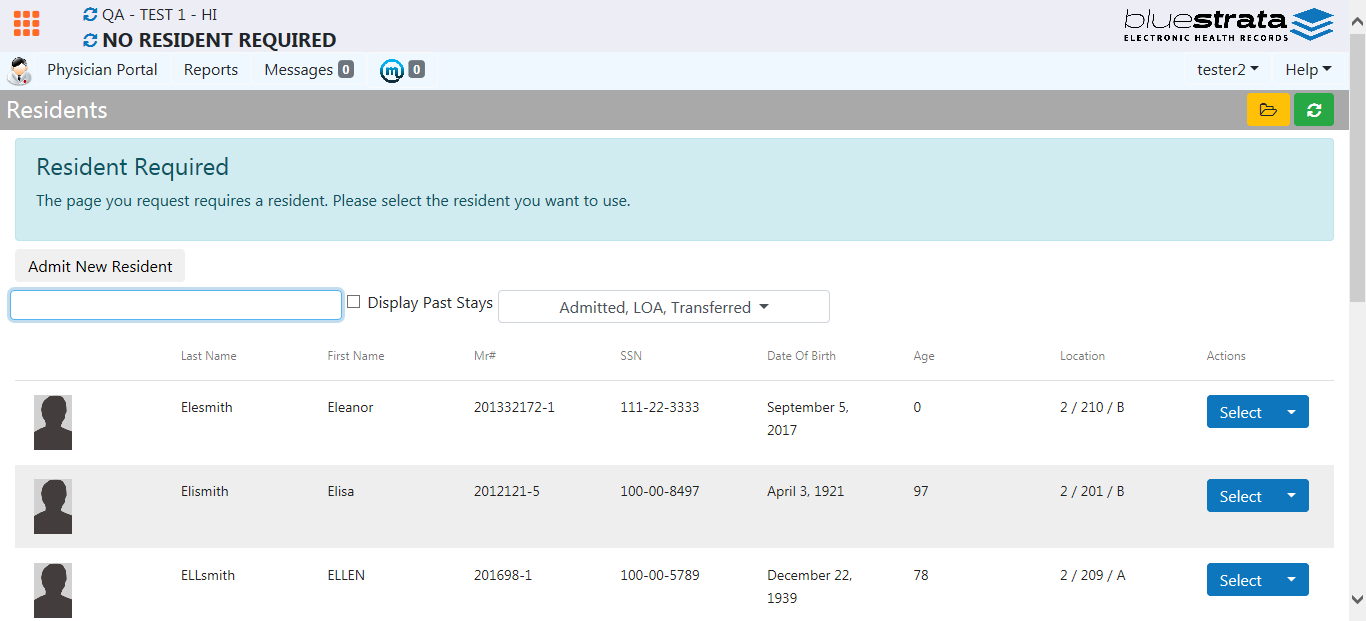 QA - TEST 1 - HI
NO RESIDENT REQUIRED
bluestrata
ELECTRONIC HEALTH RECORDS
Physician Portal Reports Messages 0 m 0 tester2 Help
Residents
Resident Required
The page you request requires a resident. Please select the resident you want to use.
Admit New Resident
Display Past Stays Admitted, LOA, Transferred
Last Name First Name Mr# SSN Date Of Birth Age Location Actions
Elesmith Eleanor 201332172-1 111-22-3333 September 5, 0 2 / 210 / B Select
2017
Elismith Elisa 2012121-5 100-00-8497 April 3, 1921 97 2 / 201 / B Select
ELLsmith ELLEN 201698-1 100-00-5789 December 22, 78 2 / 209 / A Select
1939